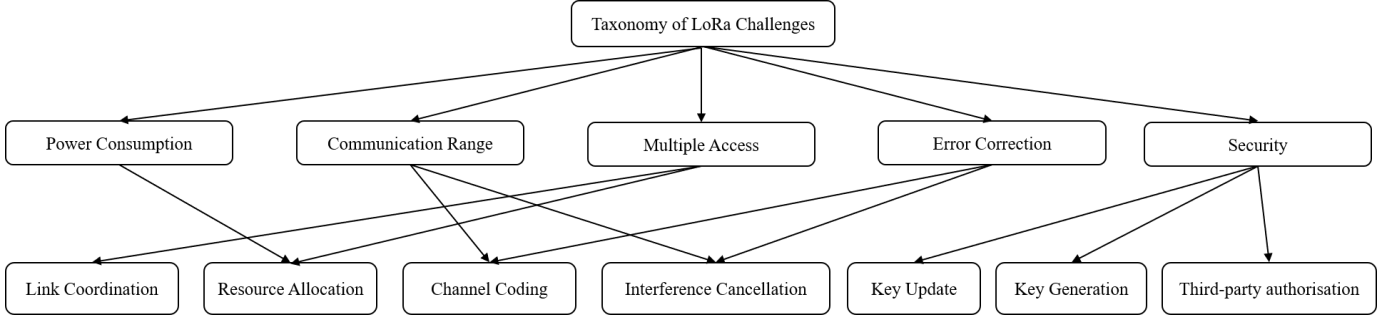 Taxonomy of LoRa Challenges
Power Consumption
Communication Range
Multiple Access
Error Correction
Security
Link Coordination
Resource Allocation
Channel Coding
Interference Cancellation
Key Update
Key Generation
Third-party authorisation